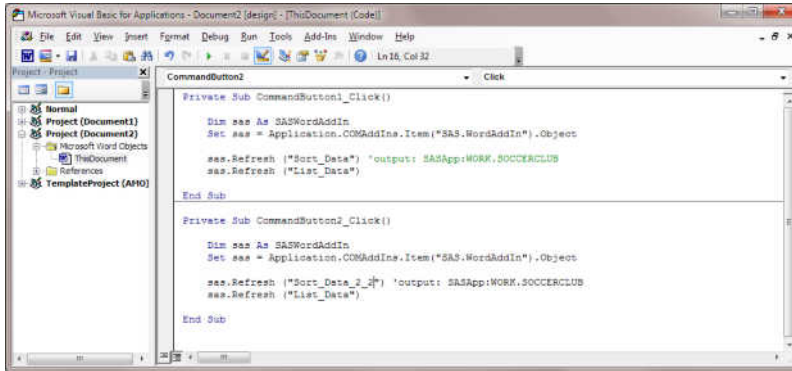 Microsoft Visual Basic for Applications - Document2 [design] - [ThisDocument (Code)]
File Edit View Insert Format Debug Run Tools Add-Ins Window Help
Ln 16, Col 32
Project - Project
CommandButton2
Click
Normal
Project (Document1)
Project (Document2)
Microsoft Word Objects
ThisDocument
References
TemplateProject (AMO)
Private Sub CommandButton1_Click()
Dim sas As SASWordAddIn
Set sas = Application.COMAddIns.Item("SAS.WordAddIn").Object
sas.Refresh ("Sort_Data") 'output: SASApp:WORK.SOCCERCLUB
sas.Refresh ("List_Data")
End Sub
Private Sub CommandButton2_Click()
Dim sas As SASWordAddIn
Set sas = Application.COMAddIns.Item("SAS.WordAddIn").Object
sas.Refresh ("Sort_Data_2_2") 'output: SASApp:WORK.SOCCERCLUB
sas.Refresh ("List_Data")
End Sub